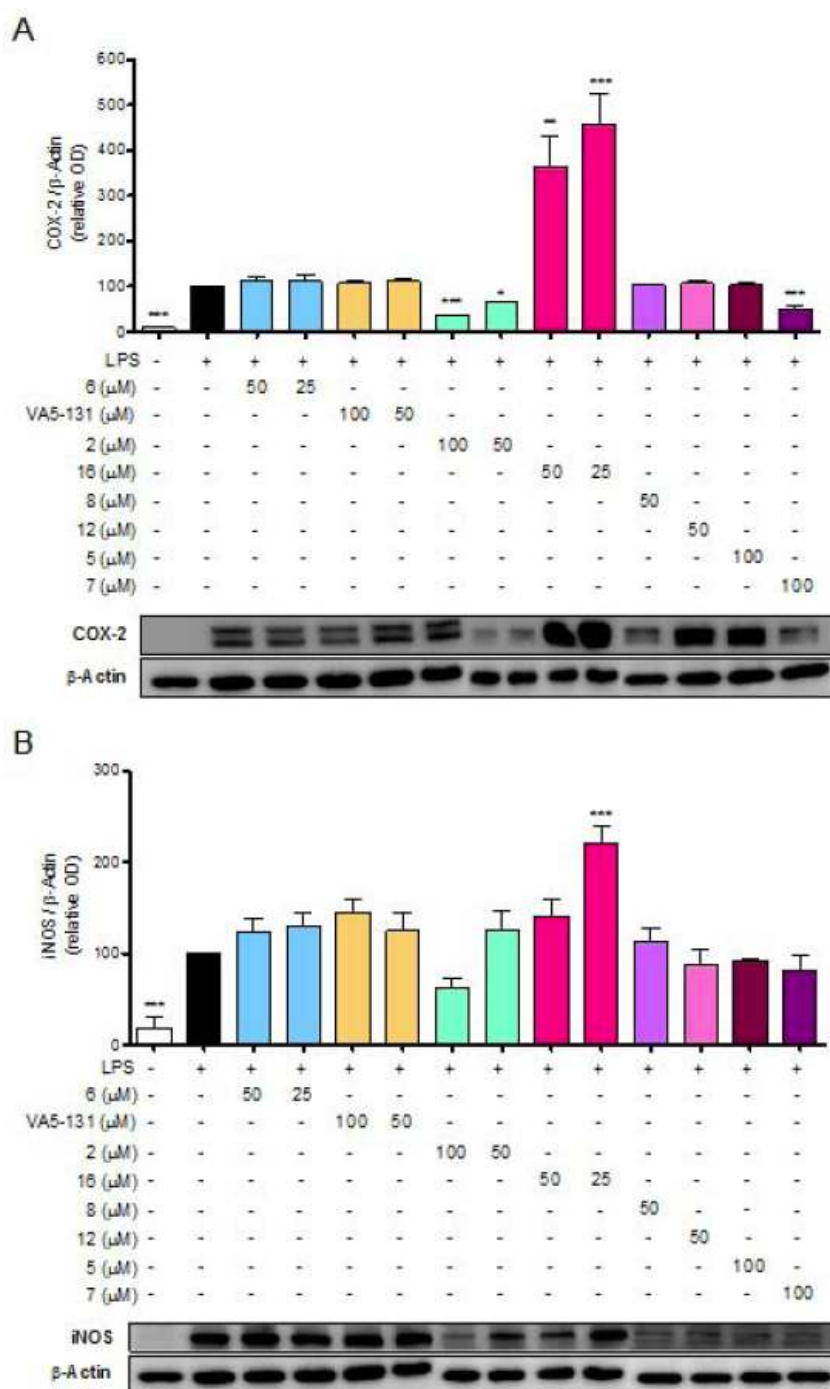 A
600
500
400
300
200
100
0
COX-2 / β-Actin
(relative OD)
*** *** * ** *** ***
LPS - + + + + + + + + + + + + +
6 (μM) - - 50 25 - - - - - - - - - -
VA5-131 (μM) - - - - 100 50 - - - - - - - -
2 (μM) - - - - - - 100 50 - - - - - -
16 (μM) - - - - - - - - 50 25 - - - -
8 (μM) - - - - - - - - - - 50 - - -
12 (μM) - - - - - - - - - - - 50 - -
5 (μM) - - - - - - - - - - - - 100 -
7 (μM) - - - - - - - - - - - - - 100
COX-2
β-Actin
B
300
200
100
0
iNOS / β-Actin
(relative OD)
*** ***
LPS - + + + + + + + + + + + + +
6 (μM) - - 50 25 - - - - - - - - - -
VA5-131 (μM) - - - - 100 50 - - - - - - - -
2 (μM) - - - - - - 100 50 - - - - - -
16 (μM) - - - - - - - - 50 25 - - - -
8 (μM) - - - - - - - - - - 50 - - -
12 (μM) - - - - - - - - - - - 50 - -
5 (μM) - - - - - - - - - - - - 100 -
7 (μM) - - - - - - - - - - - - - 100
iNOS
β-Actin